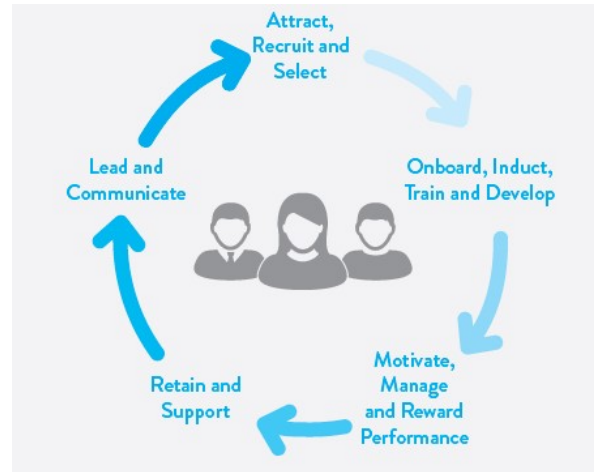 Attract,
Recruit and
Select
Onboard, Induct,
Train and Develop
Motivate,
Manage
and Reward
Performance
Retain and
Support
Lead and
Communicate